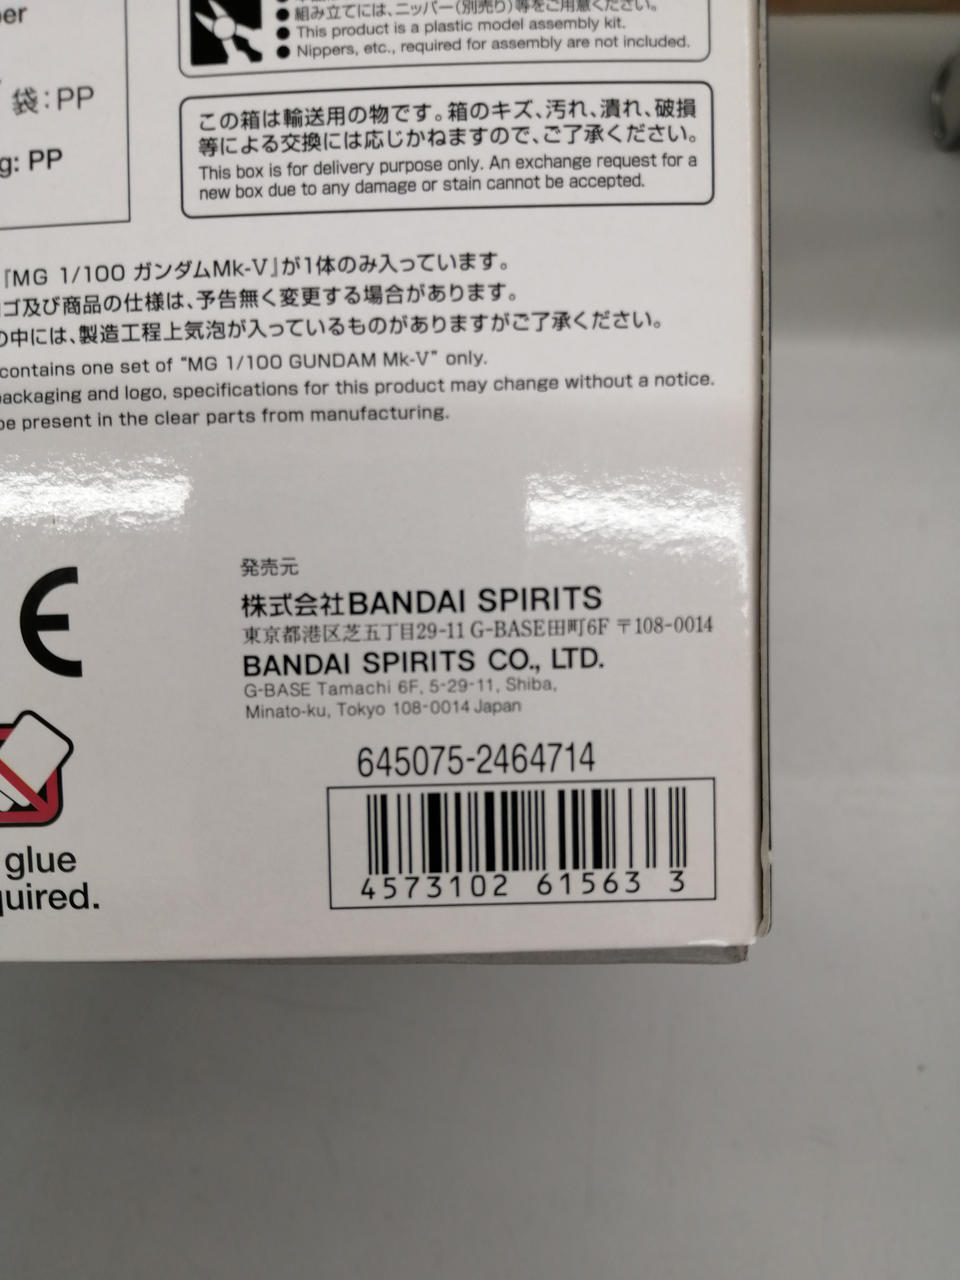 袋:PP
g: PP
組み立てには、ニッパー(別売り)等をご用意ください。
● This product is a plastic model assembly kit.
● Nippers, etc., required for assembly are not included.
この箱は輸送用の物です。箱のキズ、汚れ、潰れ、破損
等による交換には応じかねますので、ご了承ください。
This box is for delivery purpose only. An exchange request for a
new box due to any damage or stain cannot be accepted.
『MG 1/100 ガンダムMk-V』が1体のみ入っています。
ゴ及び商品の仕様は、予告無く変更する場合があります。
の中には、製造工程上気泡が入っているものがありますがご了承ください。
contains one set of "MG 1/100 GUNDAM Mk-V" only.
packaging and logo, specifications for this product may change without a notice.
be present in the clear parts from manufacturing.
CE
発売元
株式会社BANDAI SPIRITS
東京都港区芝五丁目29-11 G-BASE田町6F 〒108-0014
BANDAI SPIRITS CO., LTD.
G-BASE Tamachi 6F, 5-29-11, Shiba,
Minato-ku, Tokyo 108-0014 Japan
glue
quired.
645075-2464714
4573102 61563 3